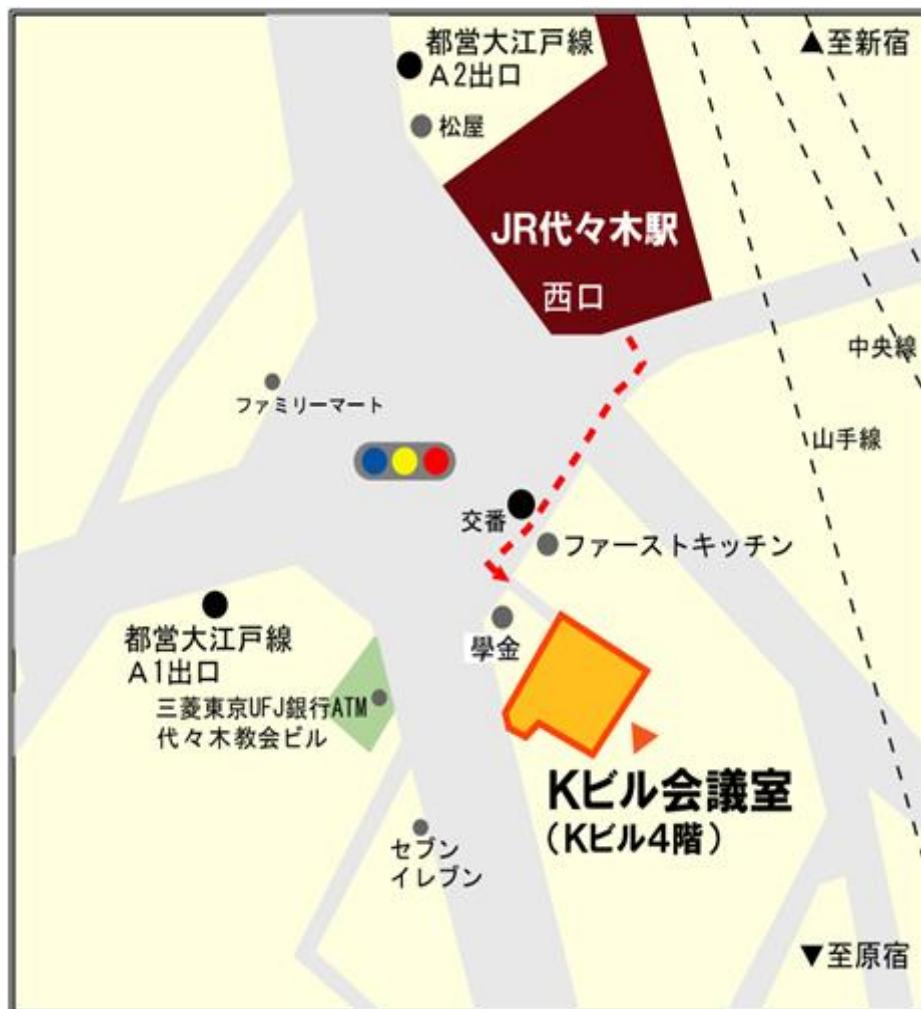 都営大江戸線
A2出口
▲至新宿
松屋
JR代々木駅
西口
中央線
ファミリーマート
山手線
交番
ファーストキッチン
都営大江戸線
A1出口
學金
三菱東京UFJ銀行ATM
代々木教会ビル
Kビル会議室
(Kビル4階)
セブン
イレブン
▼至原宿